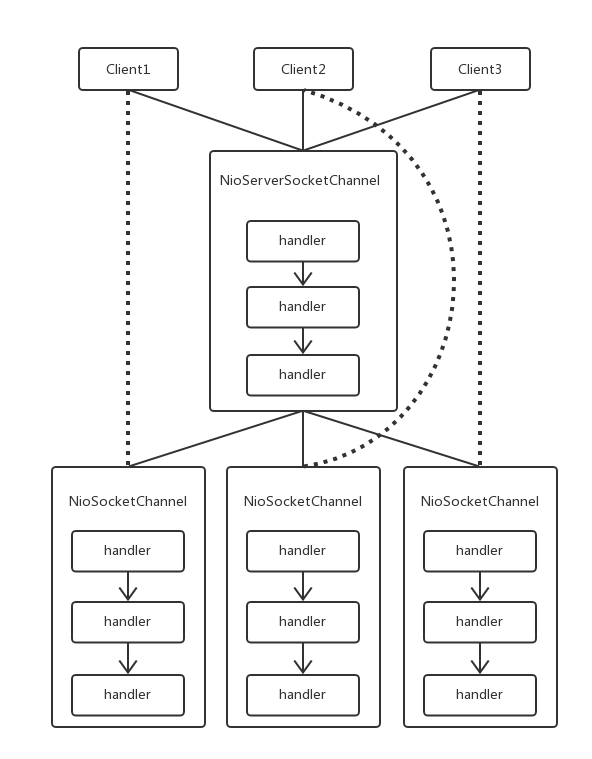 Client1
Client2
Client3
NioServerSocketChannel
handler
handler
handler
NioSocketChannel
NioSocketChannel
NioSocketChannel
handler
handler
handler
handler
handler
handler
handler
handler
handler